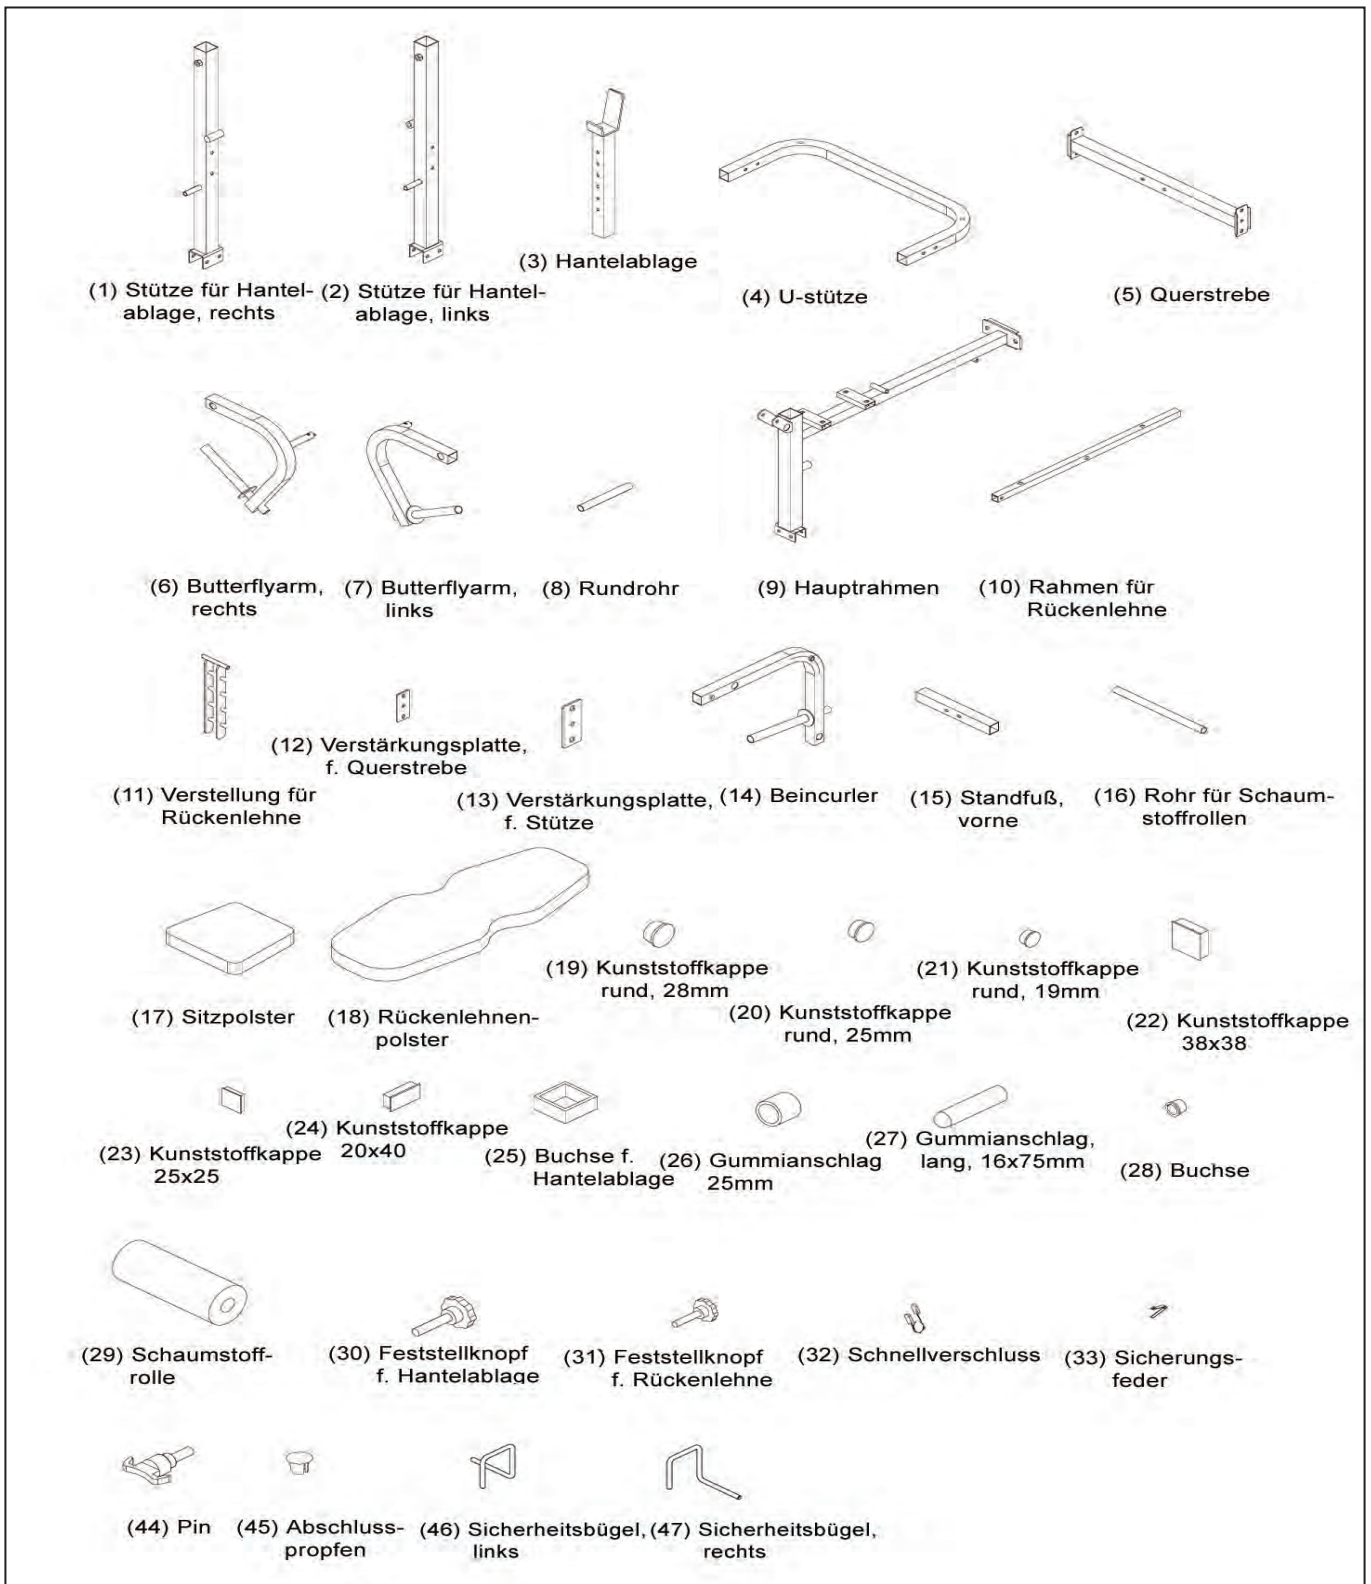 (1) Stütze für Hantel-
ablage, rechts
(2) Stütze für Hantel-
ablage, links
(3) Hantelablage
(4) U-stütze
(5) Querstrebe
(6) Butterflyarm,
rechts
(7) Butterflyarm,
links
(8) Rundrohr
(9) Hauptrahmen
(10) Rahmen für
Rückenlehne
(11) Verstellung für
Rückenlehne
(12) Verstärkungsplatte,
f. Querstrebe
(13) Verstärkungsplatte,
f. Stütze
(14) Beincurler
(15) Standfuß,
vorne
(16) Rohr für Schaum-
stoffrollen
(17) Sitzpolster
(18) Rückenlehnen-
polster
(19) Kunststoffkappe
rund, 28mm
(20) Kunststoffkappe
rund, 25mm
(21) Kunststoffkappe
rund, 19mm
(22) Kunststoffkappe
38x38
(23) Kunststoffkappe
25x25
(24) Kunststoffkappe
20x40
(25) Buchse f.
Hantelablage
(26) Gummianschlag
25mm
(27) Gummianschlag,
lang, 16x75mm
(28) Buchse
(29) Schaumstoff-
rolle
(30) Feststellknopf
f. Hantelablage
(31) Feststellknopf
f. Rückenlehne
(32) Schnellverschluss
(33) Sicherungs-
feder
(44) Pin
(45) Abschluss-
propfen
(46) Sicherheitsbügel,
links
(47) Sicherheitsbügel,
rechts